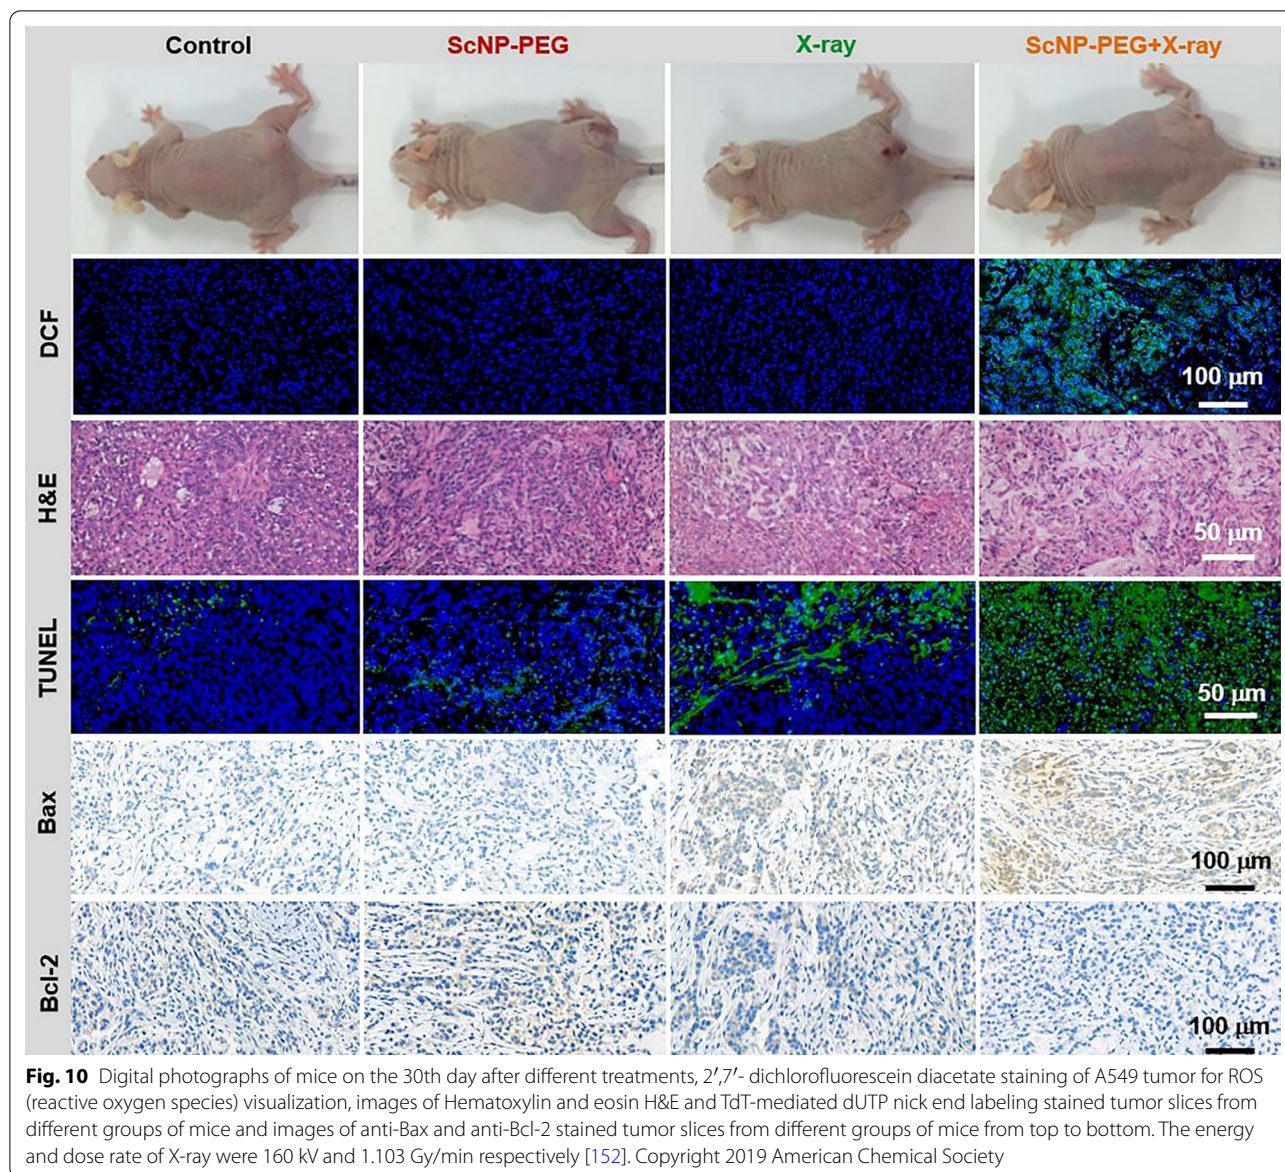 Control ScNP-PEG X-ray ScNP-PEG+X-ray
DCF
100 μm
H&E
50 μm
TUNEL
50 μm
Bax
100 μm
Bcl-2
100 μm
Fig. 10 Digital photographs of mice on the 30th day after different treatments, 2′,7′- dichlorofluorescein diacetate staining of A549 tumor for ROS
(reactive oxygen species) visualization, images of Hematoxylin and eosin H&E and TdT-mediated dUTP nick end labeling stained tumor slices from
different groups of mice and images of anti-Bax and anti-Bcl-2 stained tumor slices from different groups of mice from top to bottom. The energy
and dose rate of X-ray were 160 kV and 1.103 Gy/min respectively [152]. Copyright 2019 American Chemical Society